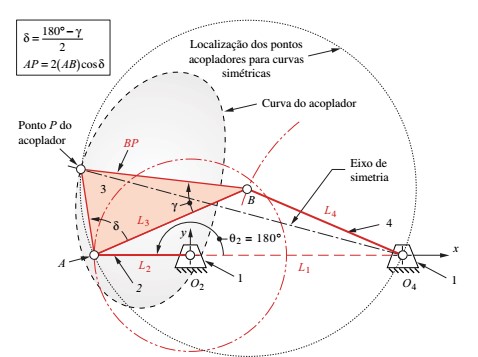 δ = 180° − γ / 2
AP = 2(AB)cos δ
Localização dos pontos
acopladores para curvas
simétricas
Curva do acoplador
Ponto P do
acoplador
BP
Eixo de
simetria
3
B
γ
L3
δ
L4
4
y
θ2 = 180°
x
A
L2
2
1
L1
1
O2
O4